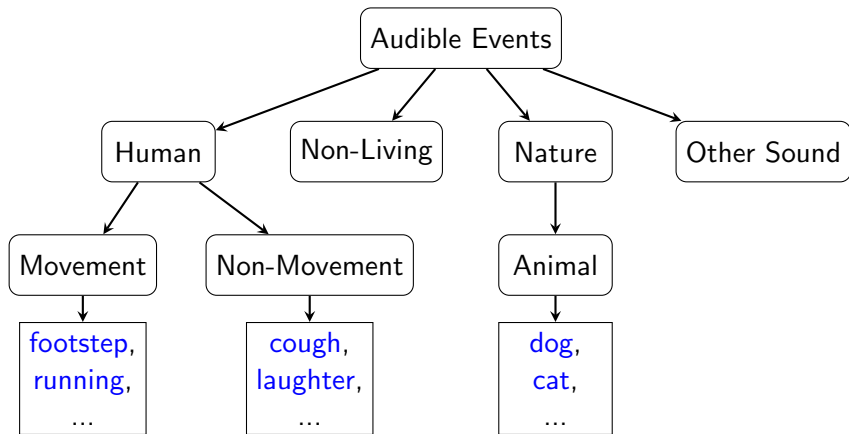 Audible Events
Human
Non-Living
Nature
Other Sound
Movement
Non-Movement
Animal
footstep,
running,
...
cough,
laughter,
...
dog,
cat,
...